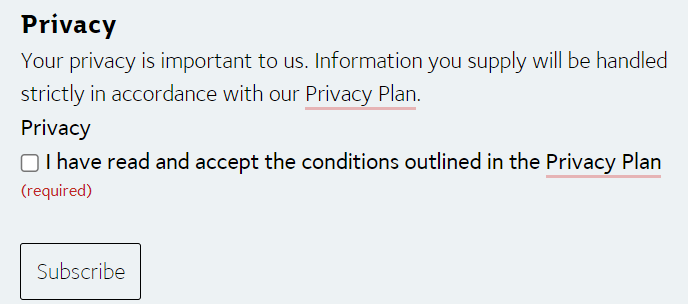 Privacy
Your privacy is important to us. Information you supply will be handled
strictly in accordance with our Privacy Plan.
Privacy
I have read and accept the conditions outlined in the Privacy Plan
(required)
Subscribe